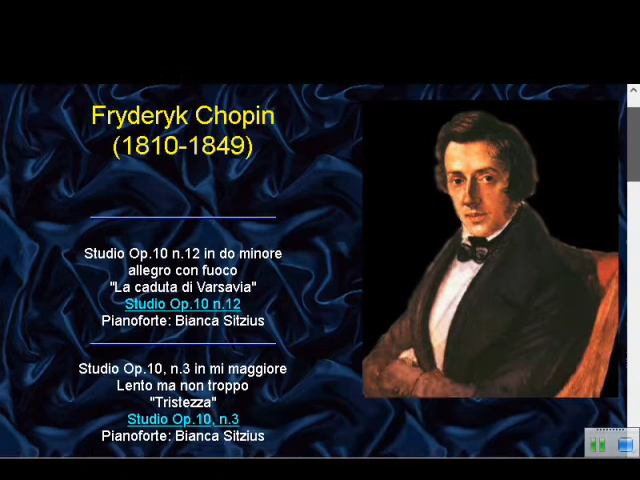 Fryderyk Chopin
(1810-1849)
Studio Op.10 n.12 in do minore
allegro con fuoco
"La caduta di Varsavia"
Studio Op.10 n.12
Pianoforte: Bianca Sitzius
Studio Op.10, n.3 in mi maggiore
Lento ma non troppo
"Tristezza"
Studio Op.10, n.3
Pianoforte: Bianca Sitzius